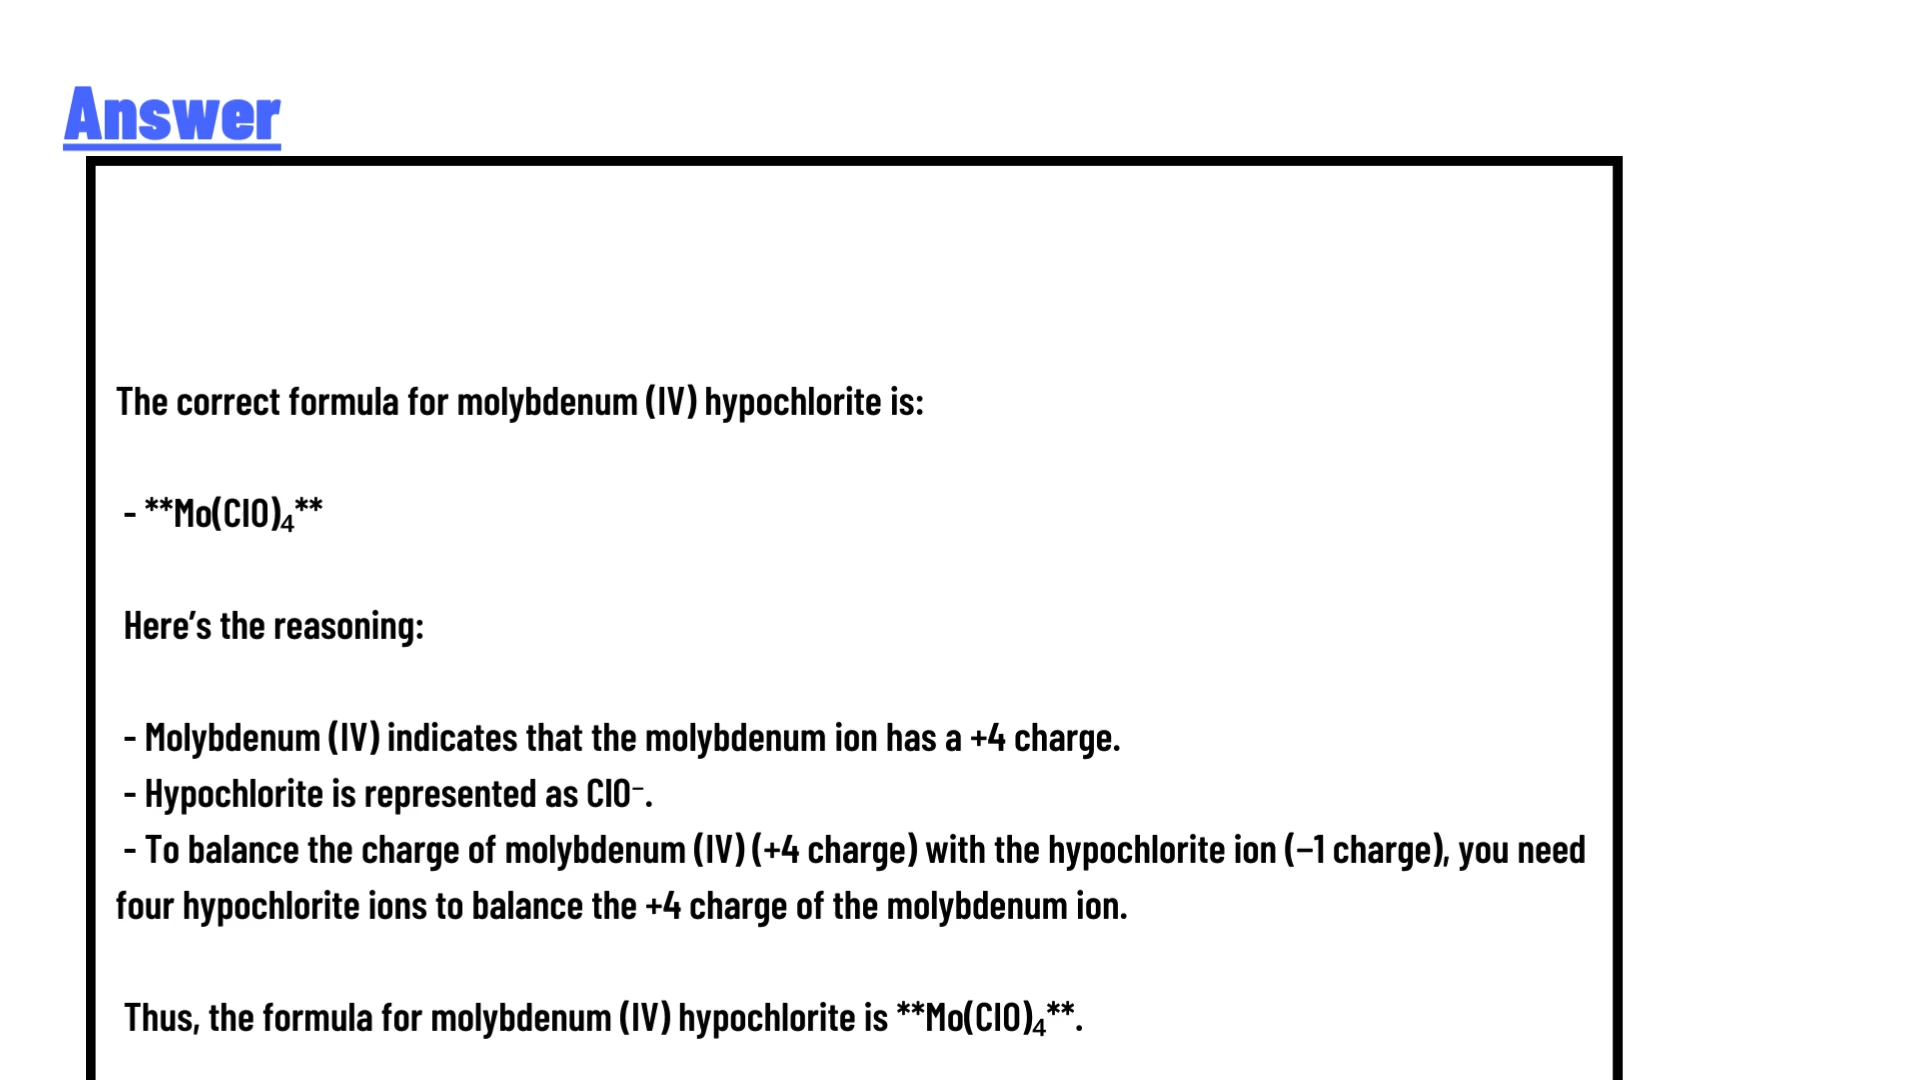 Answer
The correct formula for molybdenum (IV) hypochlorite is:
- **Mo(ClO)₄**
Here’s the reasoning:
- Molybdenum (IV) indicates that the molybdenum ion has a +4 charge.
- Hypochlorite is represented as ClO⁻.
- To balance the charge of molybdenum (IV) (+4 charge) with the hypochlorite ion (−1 charge), you need
four hypochlorite ions to balance the +4 charge of the molybdenum ion.
Thus, the formula for molybdenum (IV) hypochlorite is **Mo(ClO)₄**.